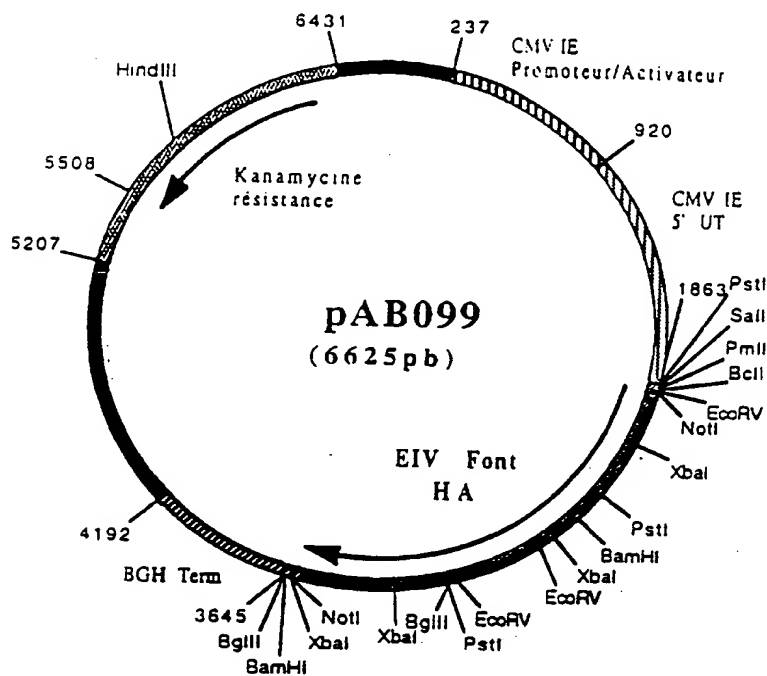 6431
237
CMV IE
Promoteur/Activateur
HindIII
920
5508
Kanamycine
résistance
CMV IE
5' UT
5207
1863
PstI
SalI
PmlI
BclI
EcoRV
NotI
pAB099
(6625pb)
XbaI
EIV Font
HA
PstI
BamHI
XbaI
EcoRV
4192
BGH Term
3645
BglII
BamHI
XbaI
NotI
XbaI
BglII
PstI
EcoRV